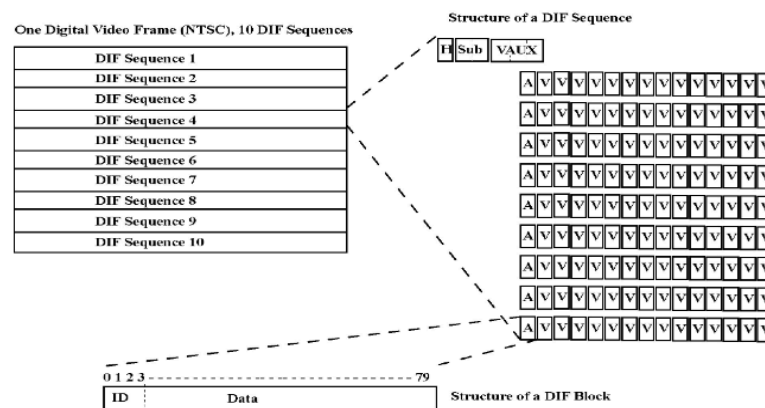 Structure of a DIF Sequence
One Digital Video Frame (NTSC), 10 DIF Sequences
H Sub VAUX
DIF Sequence 1
DIF Sequence 2
DIF Sequence 3
DIF Sequence 4
DIF Sequence 5
DIF Sequence 6
DIF Sequence 7
DIF Sequence 8
DIF Sequence 9
DIF Sequence 10
A V V V V V V V V V V V V V V V
A V V V V V V V V V V V V V V V
A V V V V V V V V V V V V V V V
A V V V V V V V V V V V V V V V
A V V V V V V V V V V V V V V V
A V V V V V V V V V V V V V V V
A V V V V V V V V V V V V V V V
A V V V V V V V V V V V V V V V
A V V V V V V V V V V V V V V V
0 1 2 3 79
ID Data
Structure of a DIF Block